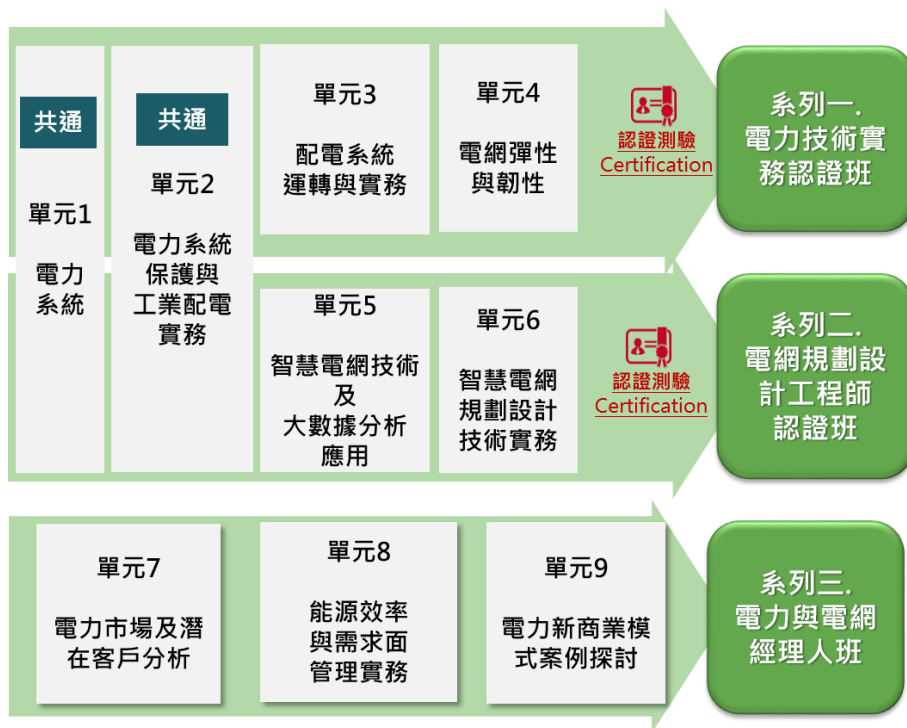 共通
單元1
電力
系統
共通
單元2
電力系統
保護與
工業配電
實務
單元3
配電系統
運轉與實務
單元4
電網彈性
與韌性
認證測驗
Certification
系列一.
電力技術實
務認證班
單元5
智慧電網技術
及
大數據分析
應用
單元6
智慧電網
規劃設計
技術實務
認證測驗
Certification
系列二.
電網規劃設
計工程師
認證班
單元7
電力市場及潛
在客戶分析
單元8
能源效率
與需求面
管理實務
單元9
電力新商業模
式案例探討
系列三.
電力與電網
經理人班